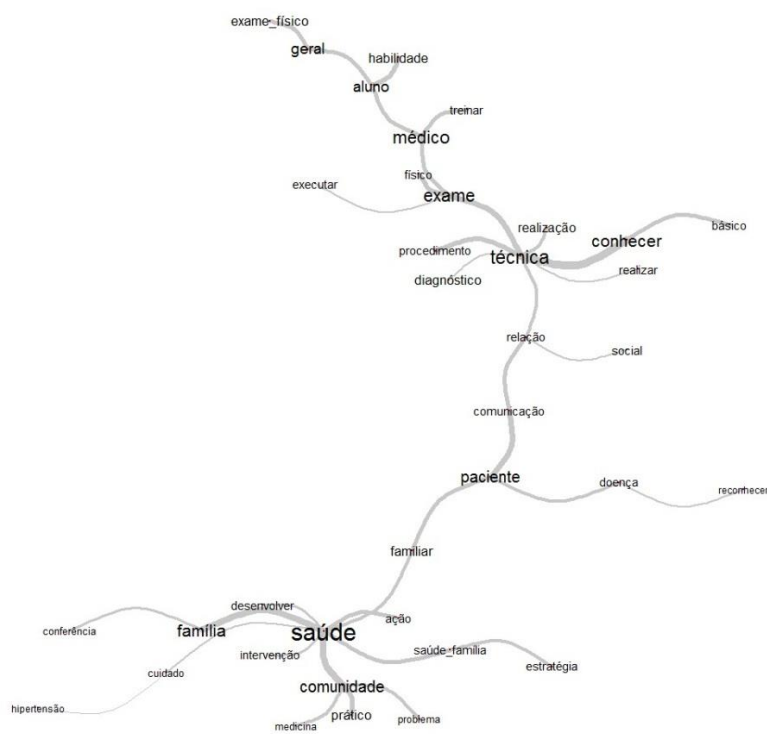 exame_físico
geral
habilidade
aluno
treinar
médico
físico
executar
exame
básico
realização
conhecer
procedimento
técnica
realizar
diagnóstico
relação
social
comunicação
paciente
doença
reconhecer
familiar
desenvolver
ação
conferência
família
saúde
saúde_família
intervenção
estratégia
cuidado
comunidade
hipertensão
prático
problema
medicina